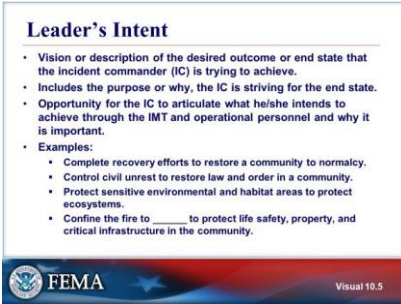 Leader's Intent
• Vision or description of the desired outcome or end state that
the incident commander (IC) is trying to achieve.
• Includes the purpose or why, the IC is striving for the end state.
• Opportunity for the IC to articulate what he/she intends to
achieve through the IMT and operational personnel and why it
is important.
• Examples:
▪ Complete recovery efforts to restore a community to normalcy.
▪ Control civil unrest to restore law and order in a community.
▪ Protect sensitive environmental and habitat areas to protect
ecosystems.
▪ Confine the fire to ______ to protect life safety, property, and
critical infrastructure in the community.
FEMA
Visual 10.5